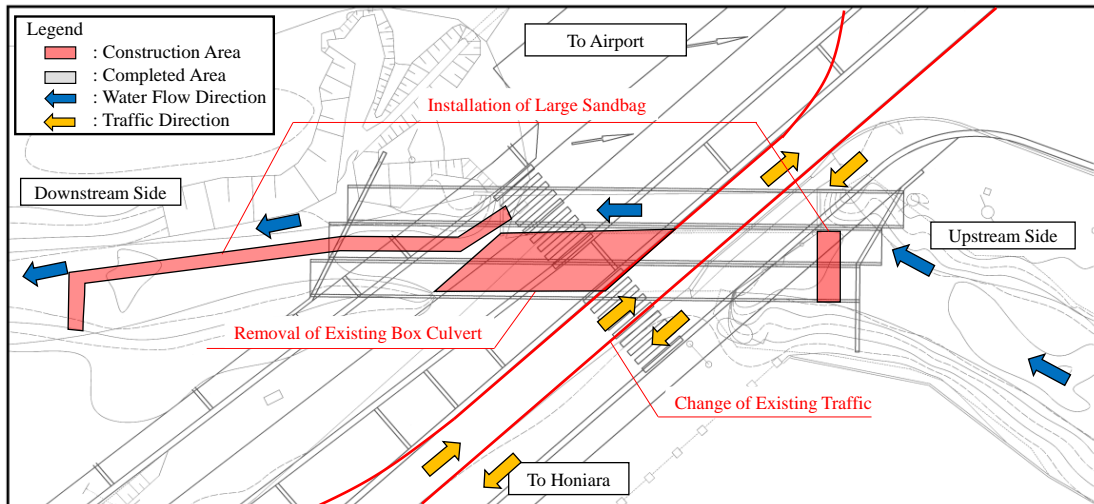 Legend
: Construction Area
: Completed Area
: Water Flow Direction
: Traffic Direction
To Airport
Installation of Large Sandbag
Downstream Side
Upstream Side
Removal of Existing Box Culvert
Change of Existing Traffic
To Honiara